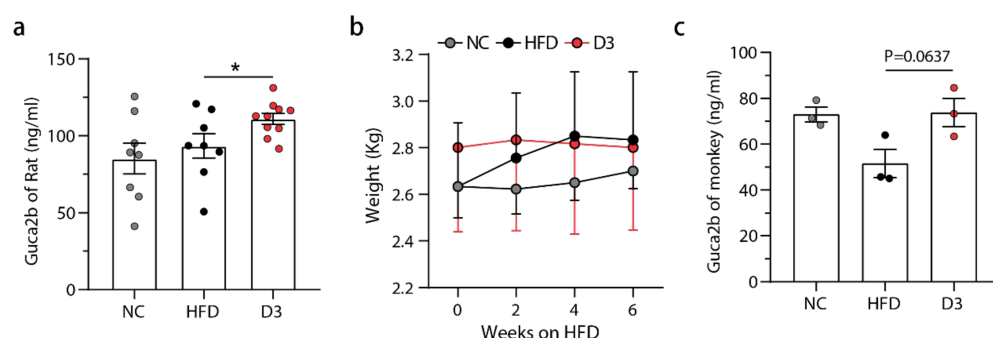 a
Guca2b of Rat (ng/ml)
150
100
50
0
*
NC HFD D3
b
NC HFD D3
Weight (Kg)
3.2
3.0
2.8
2.6
2.4
2.2
0 2 4 6
Weeks on HFD
c
Guca2b of monkey (ng/ml)
100
80
60
40
20
0
P=0.0637
NC HFD D3